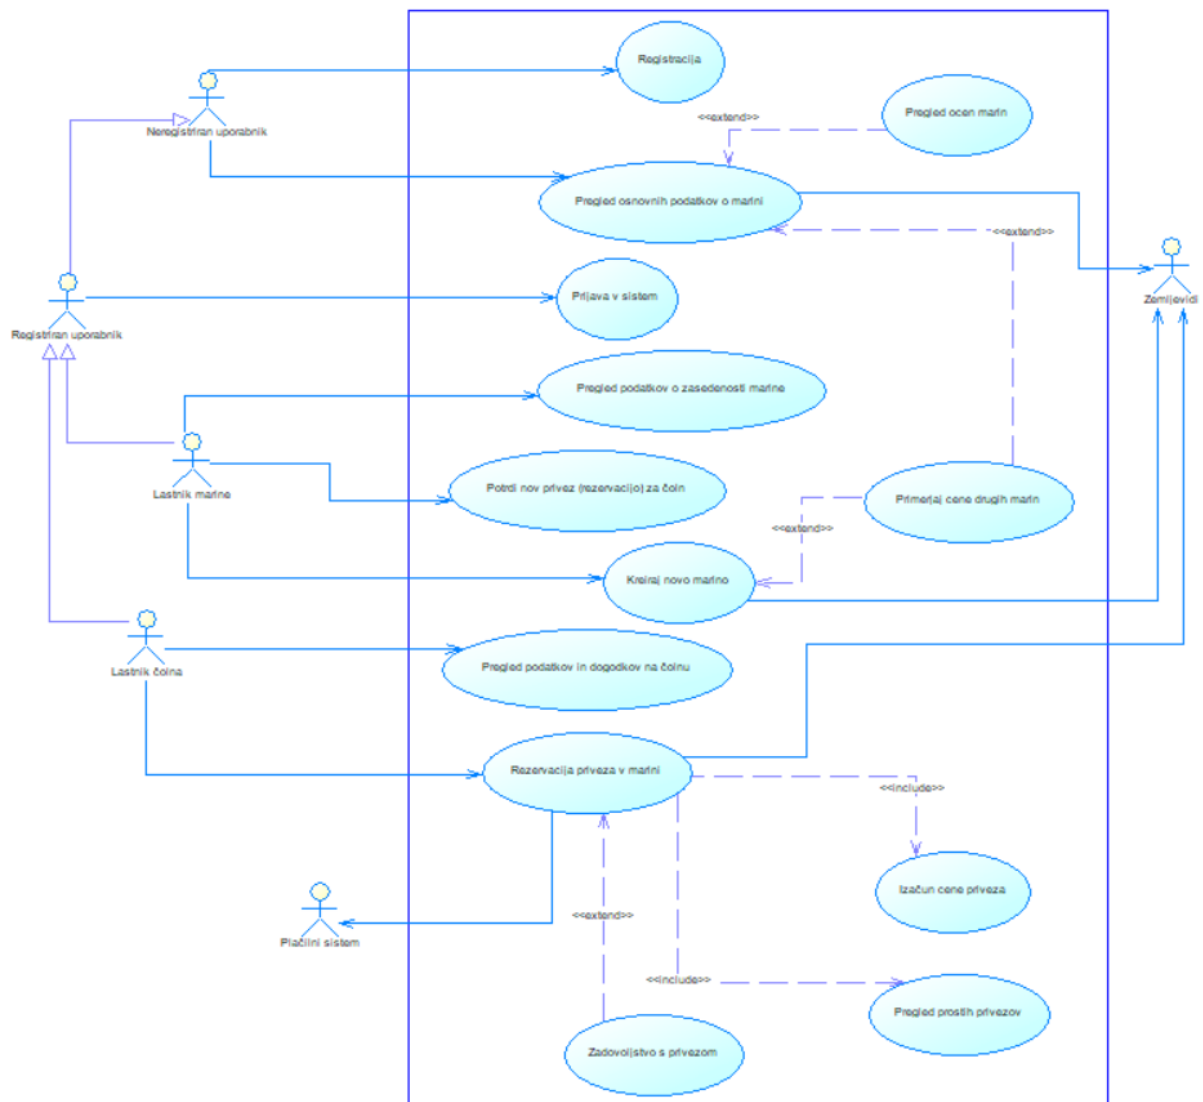 Registracija
Pregled ocen marin
<<extend>>
Neregistriran uporabnik
Pregled osnovnih podatkov o marini
<<extend>>
Prijava v sistem
Zemljevidi
Registriran uporabnik
Pregled podatkov o zasedenosti marine
Lastnik marine
Potrdi nov privez (rezervacijo) za čoln
Primerjaj cene drugih marin
<<extend>>
Kreiraj novo marino
Pregled podatkov in dogodkov na čolnu
Lastnik čolna
Rezervacija priveza v marini
<<include>>
Izačun cene priveza
<<extend>>
Plačilni sistem
<<include>>
Pregled prostih privezov
Zadovoljstvo s privezom